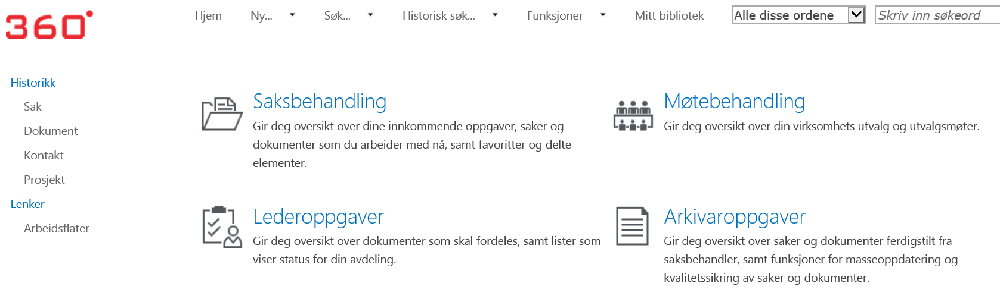 360°
Hjem Ny... Søk... Historisk søk... Funksjoner Mitt bibliotek Alle disse ordene Skriv inn søkeord
Historikk
Sak
Dokument
Kontakt
Prosjekt
Lenker
Arbeidsflater
Saksbehandling
Gir deg oversikt over dine innkommende oppgaver, saker og
dokumenter som du arbeider med nå, samt favoritter og delte
elementer.
Møtebehandling
Gir deg oversikt over din virksomhets utvalg og utvalgsmøter.
Lederoppgaver
Gir deg oversikt over dokumenter som skal fordeles, samt lister som
viser status for din avdeling.
Arkivaroppgaver
Gir deg oversikt over saker og dokumenter ferdigstilt fra
saksbehandler, samt funksjoner for masseoppdatering og
kvalitetssikring av saker og dokumenter.